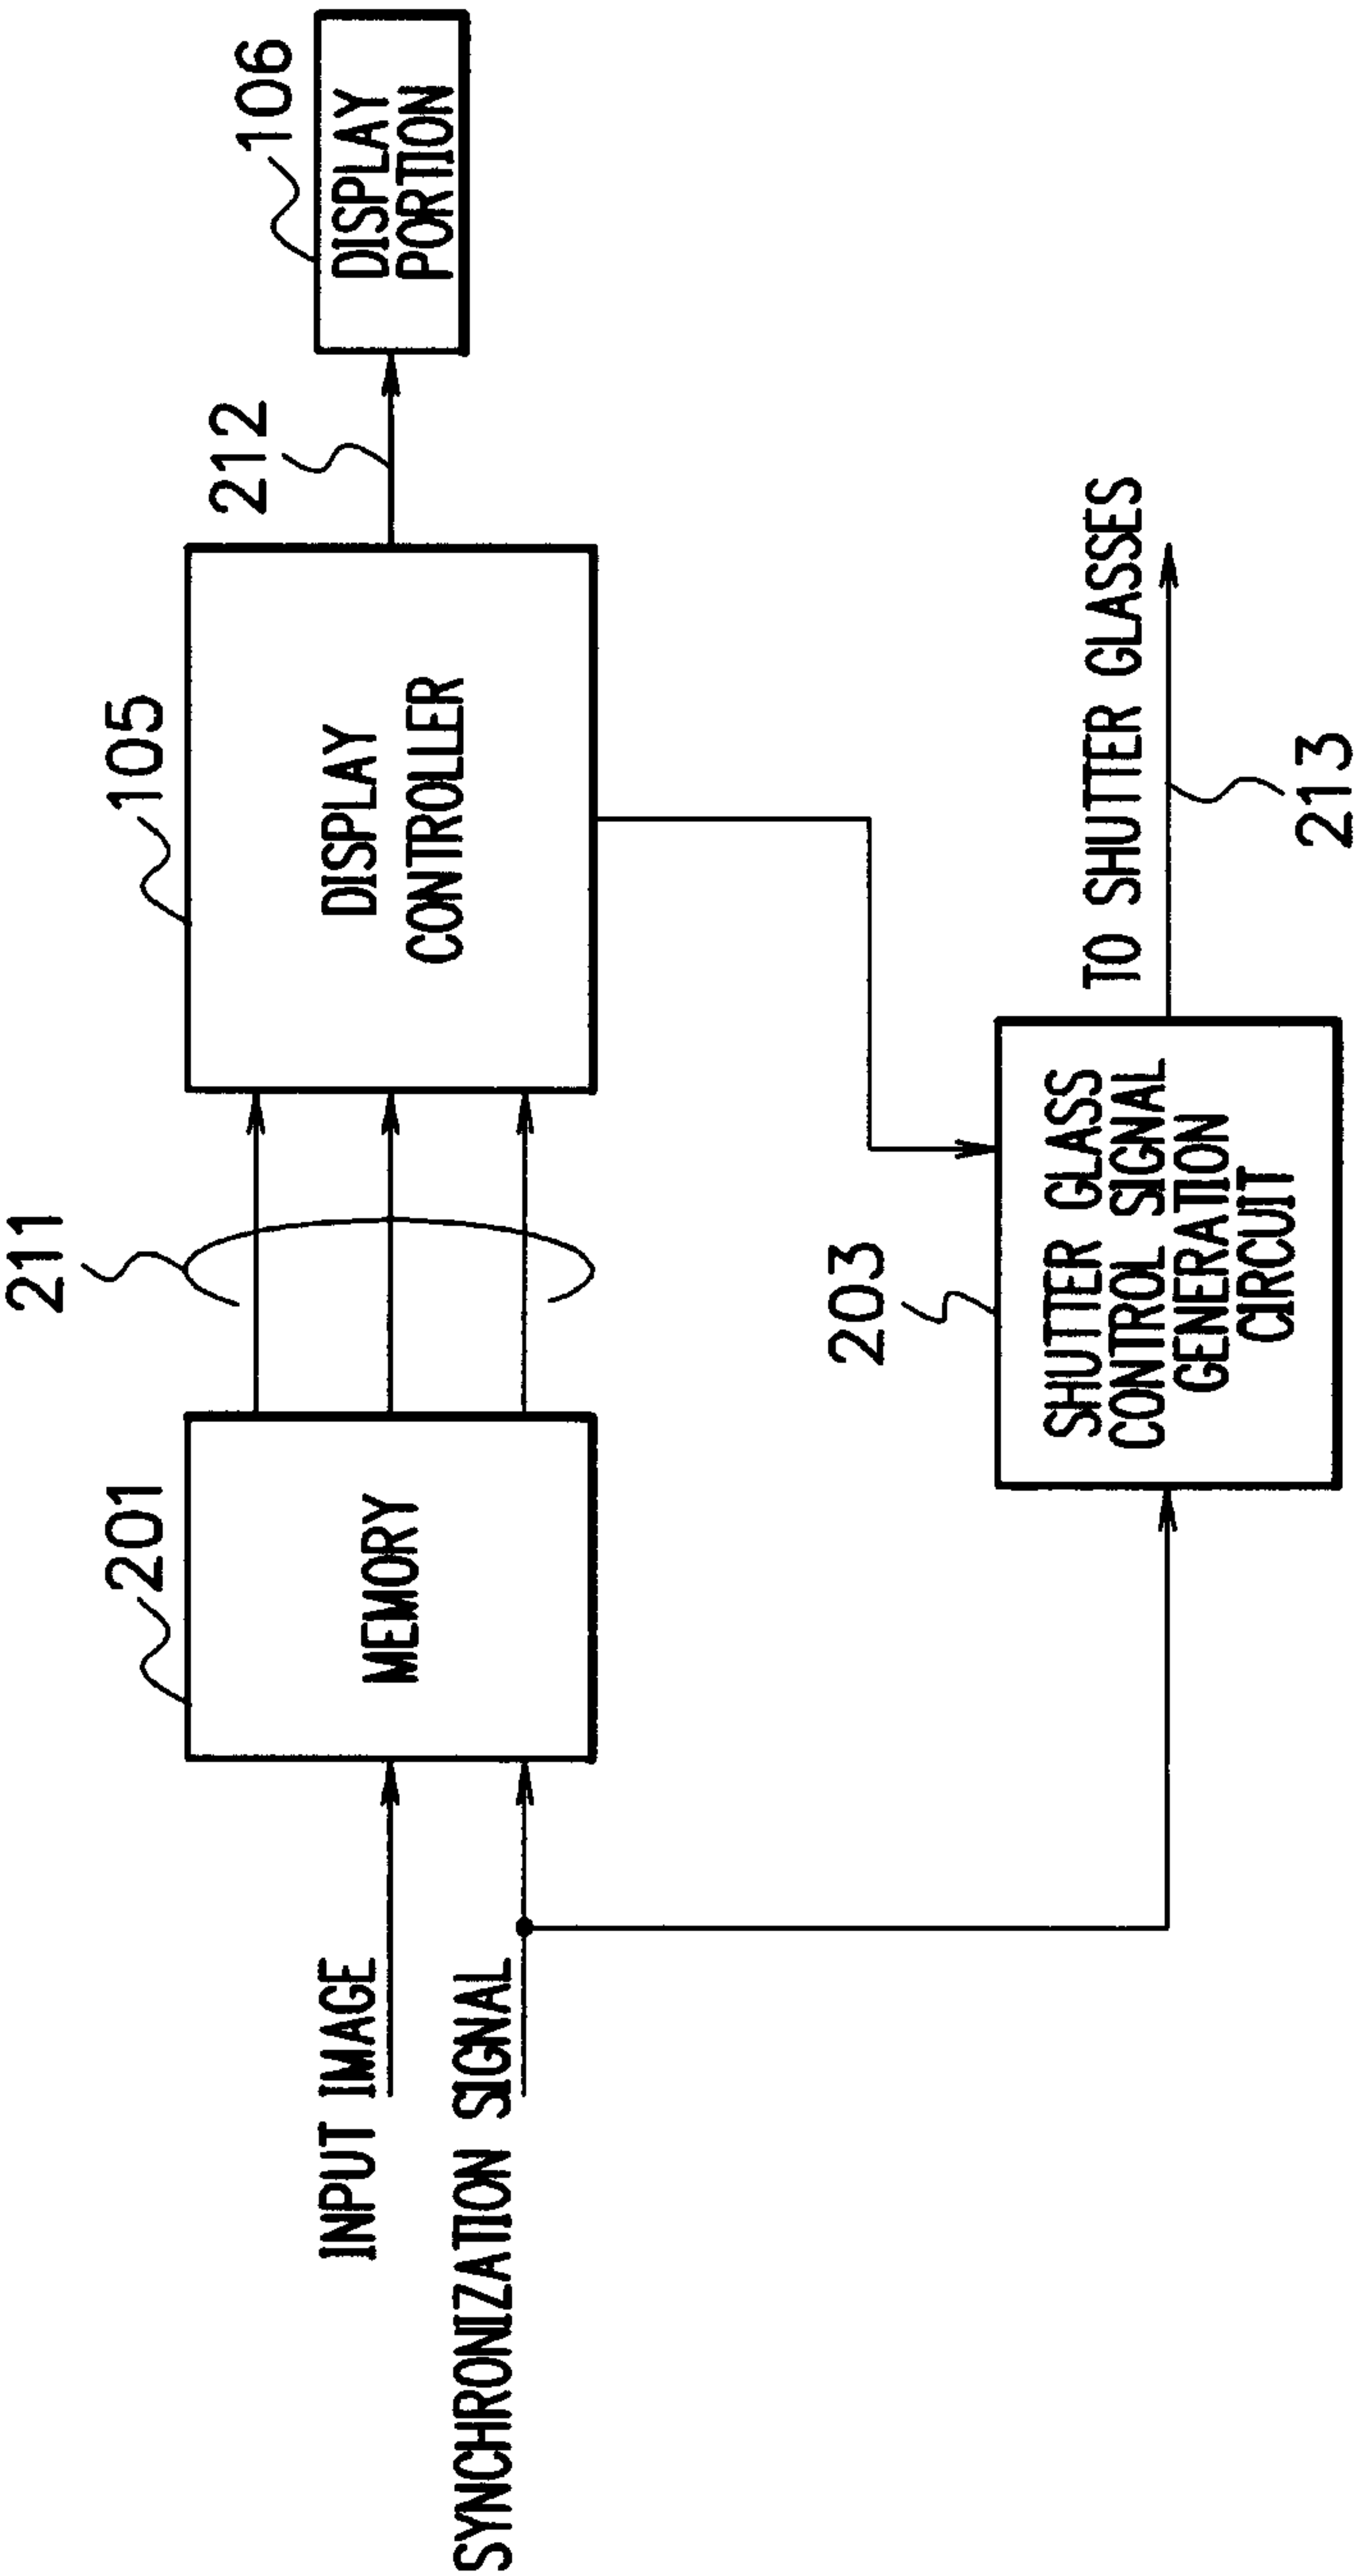 211
201
MEMORY
INPUT IMAGE
SYNCHRONIZATION SIGNAL
105
DISPLAY
CONTROLLER
212
106
DISPLAY
PORTION
203
SHUTTER GLASS
CONTROL SIGNAL
GENERATION
CIRCUIT
TO SHUTTER GLASSES
213